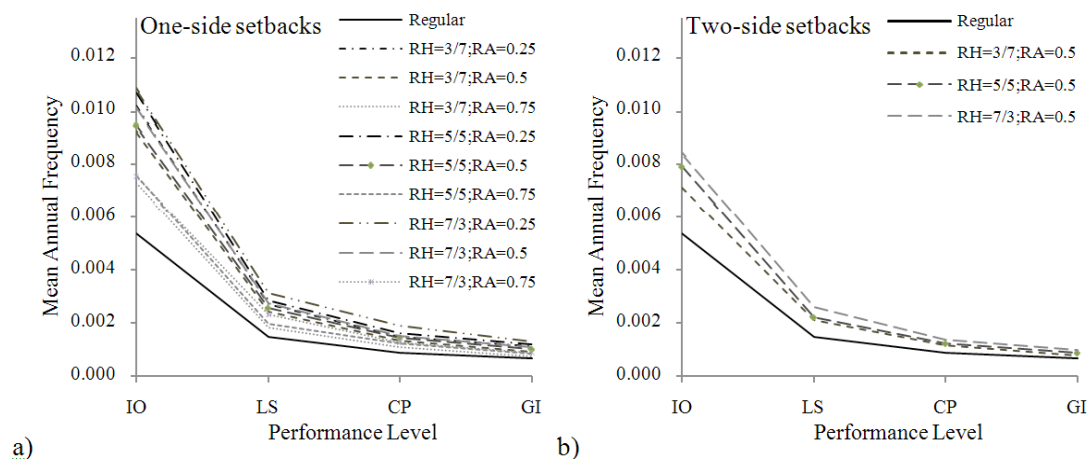 One-side setbacks
Regular
RH=3/7;RA=0.25
RH=3/7;RA=0.5
RH=3/7;RA=0.75
RH=5/5;RA=0.25
RH=5/5;RA=0.5
RH=5/5;RA=0.75
RH=7/3;RA=0.25
RH=7/3;RA=0.5
RH=7/3;RA=0.75
Mean Annual Frequency
0.012
0.010
0.008
0.006
0.004
0.002
0.000
IO LS CP GI
Performance Level
a)
Two-side setbacks
Regular
RH=3/7;RA=0.5
RH=5/5;RA=0.5
RH=7/3;RA=0.5
Mean Annual Frequency
0.012
0.010
0.008
0.006
0.004
0.002
0.000
IO LS CP GI
Performance Level
b)